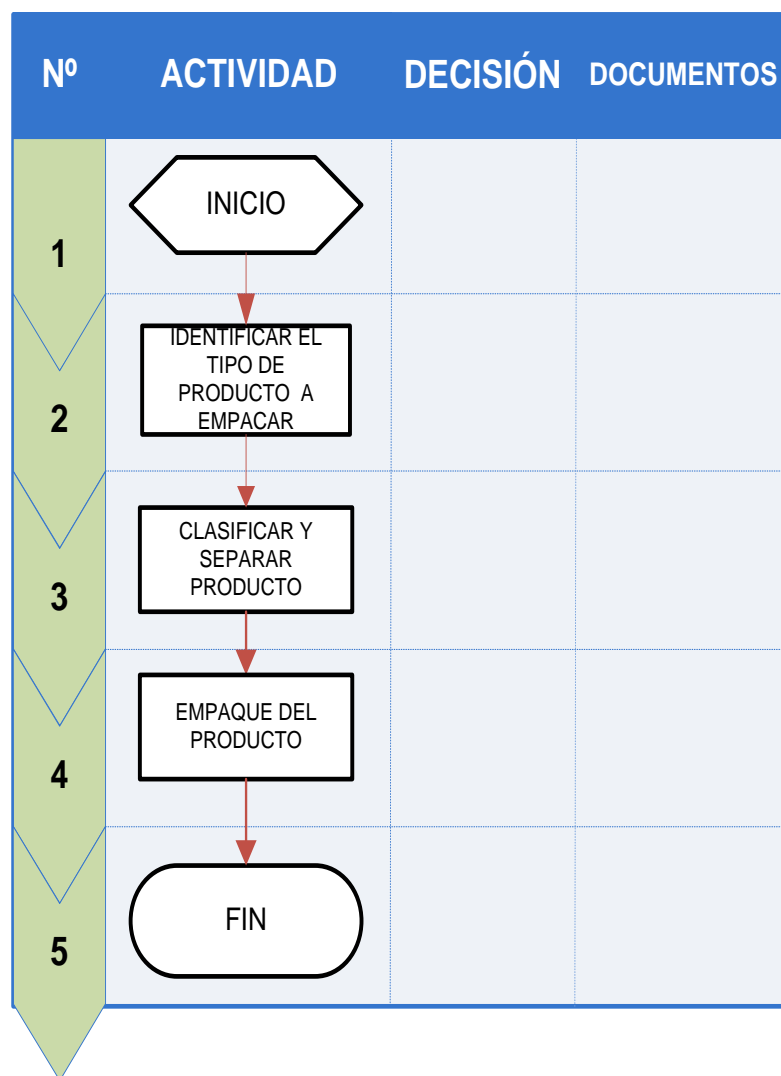 Nº ACTIVIDAD DECISIÓN DOCUMENTOS
INICIO
1
IDENTIFICAR EL
TIPO DE
PRODUCTO A
EMPACAR
2
CLASIFICAR Y
SEPARAR
PRODUCTO
3
EMPAQUE DEL
PRODUCTO
4
FIN
5